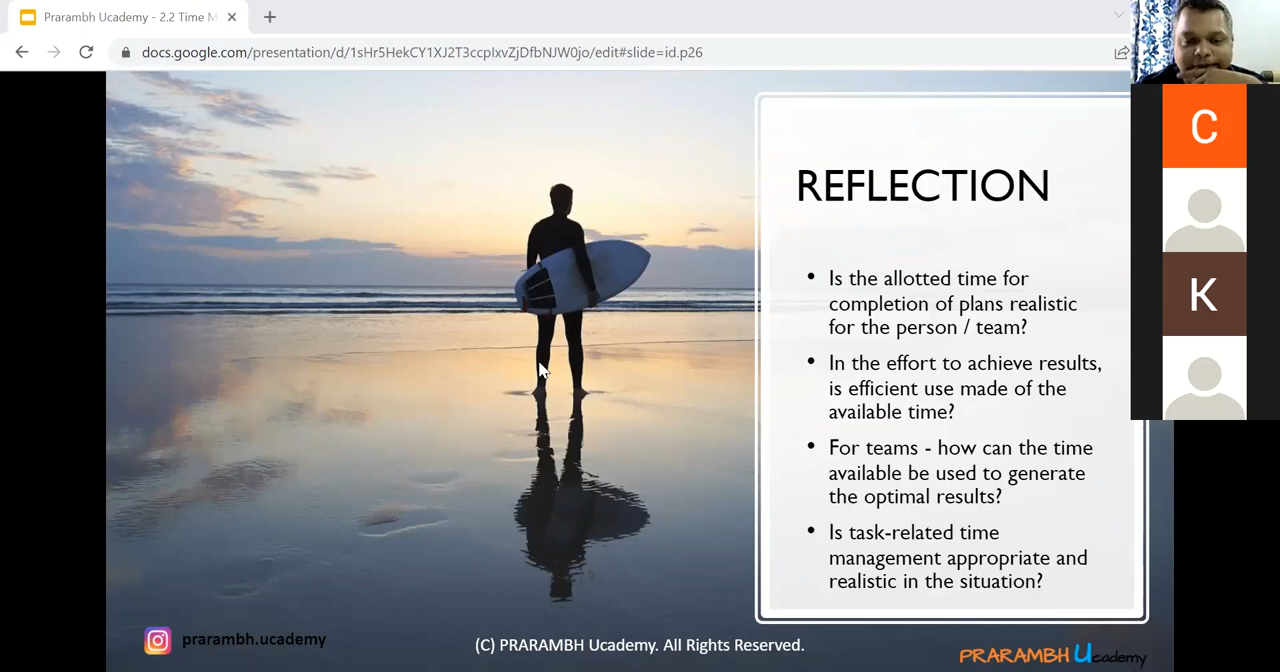 Prarambh Ucademy - 2.2 Time M
docs.google.com/presentation/d/1sHr5HekCY1XJ2T3ccpIxvZjDfbNJW0jo/edit#slide=id.p26
C
K
REFLECTION
• Is the allotted time for
completion of plans realistic
for the person / team?
• In the effort to achieve results,
is efficient use made of the
available time?
• For teams - how can the time
available be used to generate
the optimal results?
• Is task-related time
management appropriate and
realistic in the situation?
prarambh.ucademy
(C) PRARAMBH Ucademy. All Rights Reserved.
PRARAMBH Ucademy